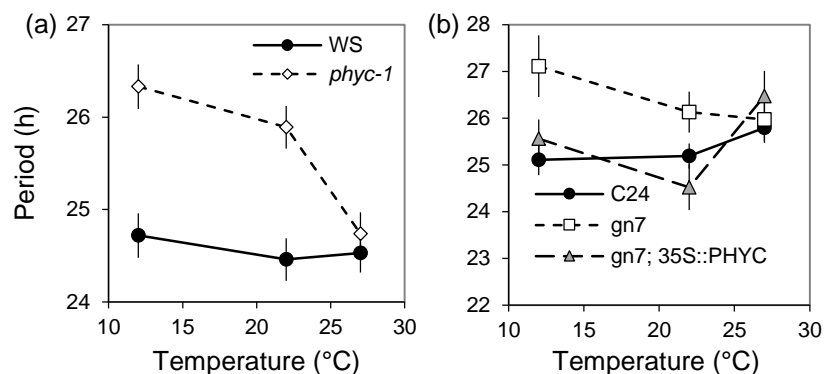 (a)
27
26
25
24
10
15
20
25
30
Period (h)
Temperature (°C)
WS
phyc-1
(b)
28
27
26
25
24
23
22
10
15
20
25
30
Temperature (°C)
C24
gn7
gn7; 35S::PHYC